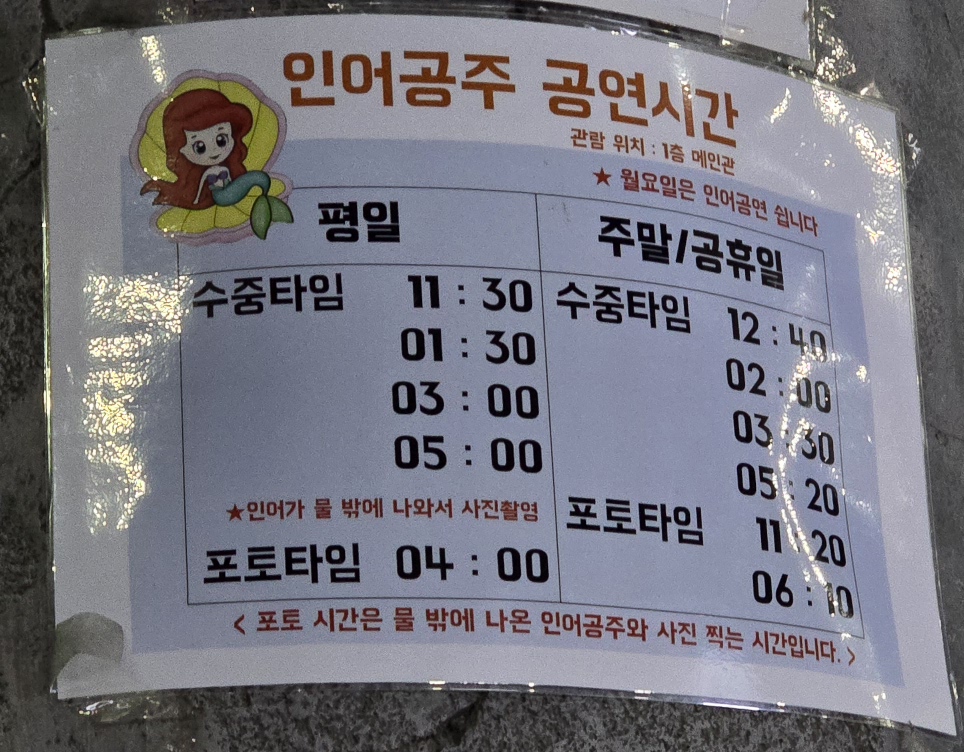 인어공주 공연시간
관람 위치 : 1층 메인관
★ 월요일은 인어공연 쉽니다
평일
수중타임 11 : 30
01 : 30
03 : 00
05 : 00
★인어가 물 밖에 나와서 사진촬영
포토타임 04 : 00
주말/공휴일
수중타임 12 : 40
02 : 00
03 : 30
05 : 20
포토타임 11 : 20
06 : 10
< 포토 시간은 물 밖에 나온 인어공주와 사진 찍는 시간입니다. >